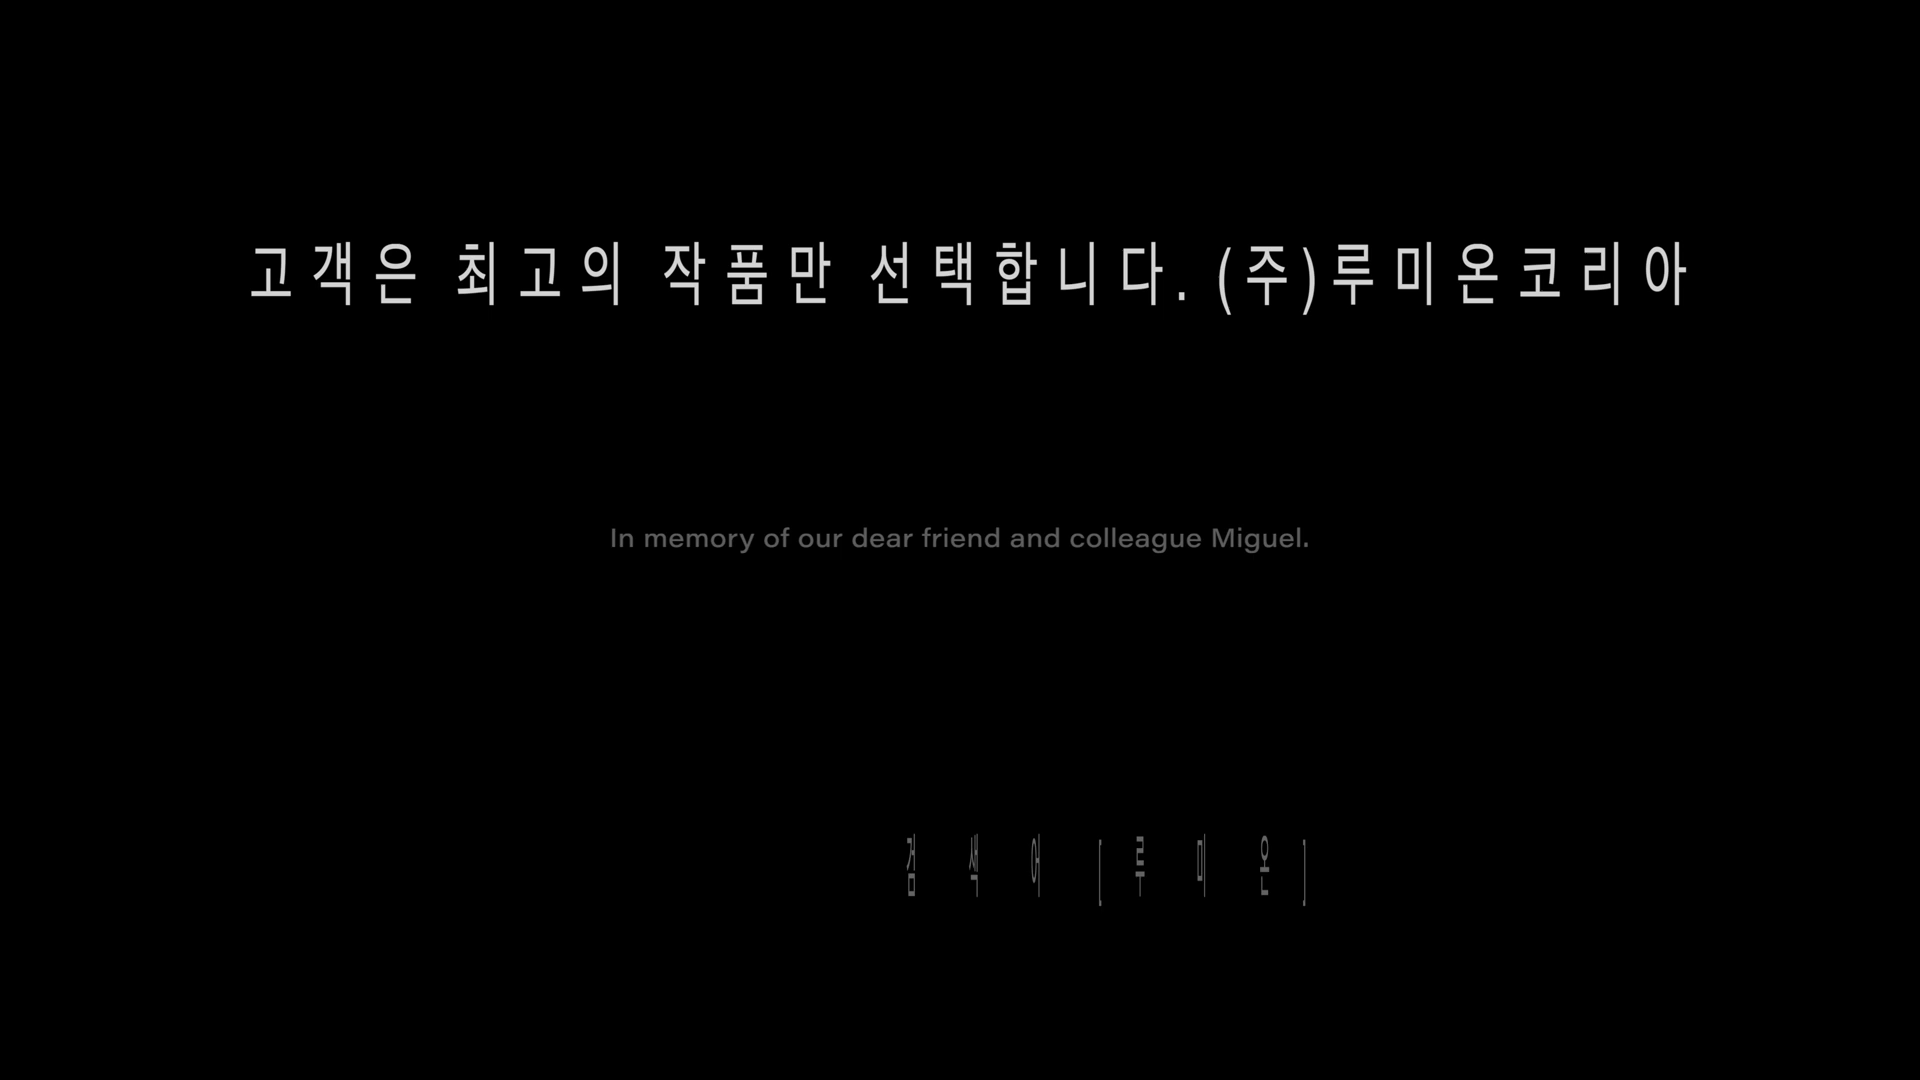 고객은 최고의 작품만 선택합니다. (주)루미온코리아
In memory of our dear friend and colleague Miguel.
검색어 [루미온]